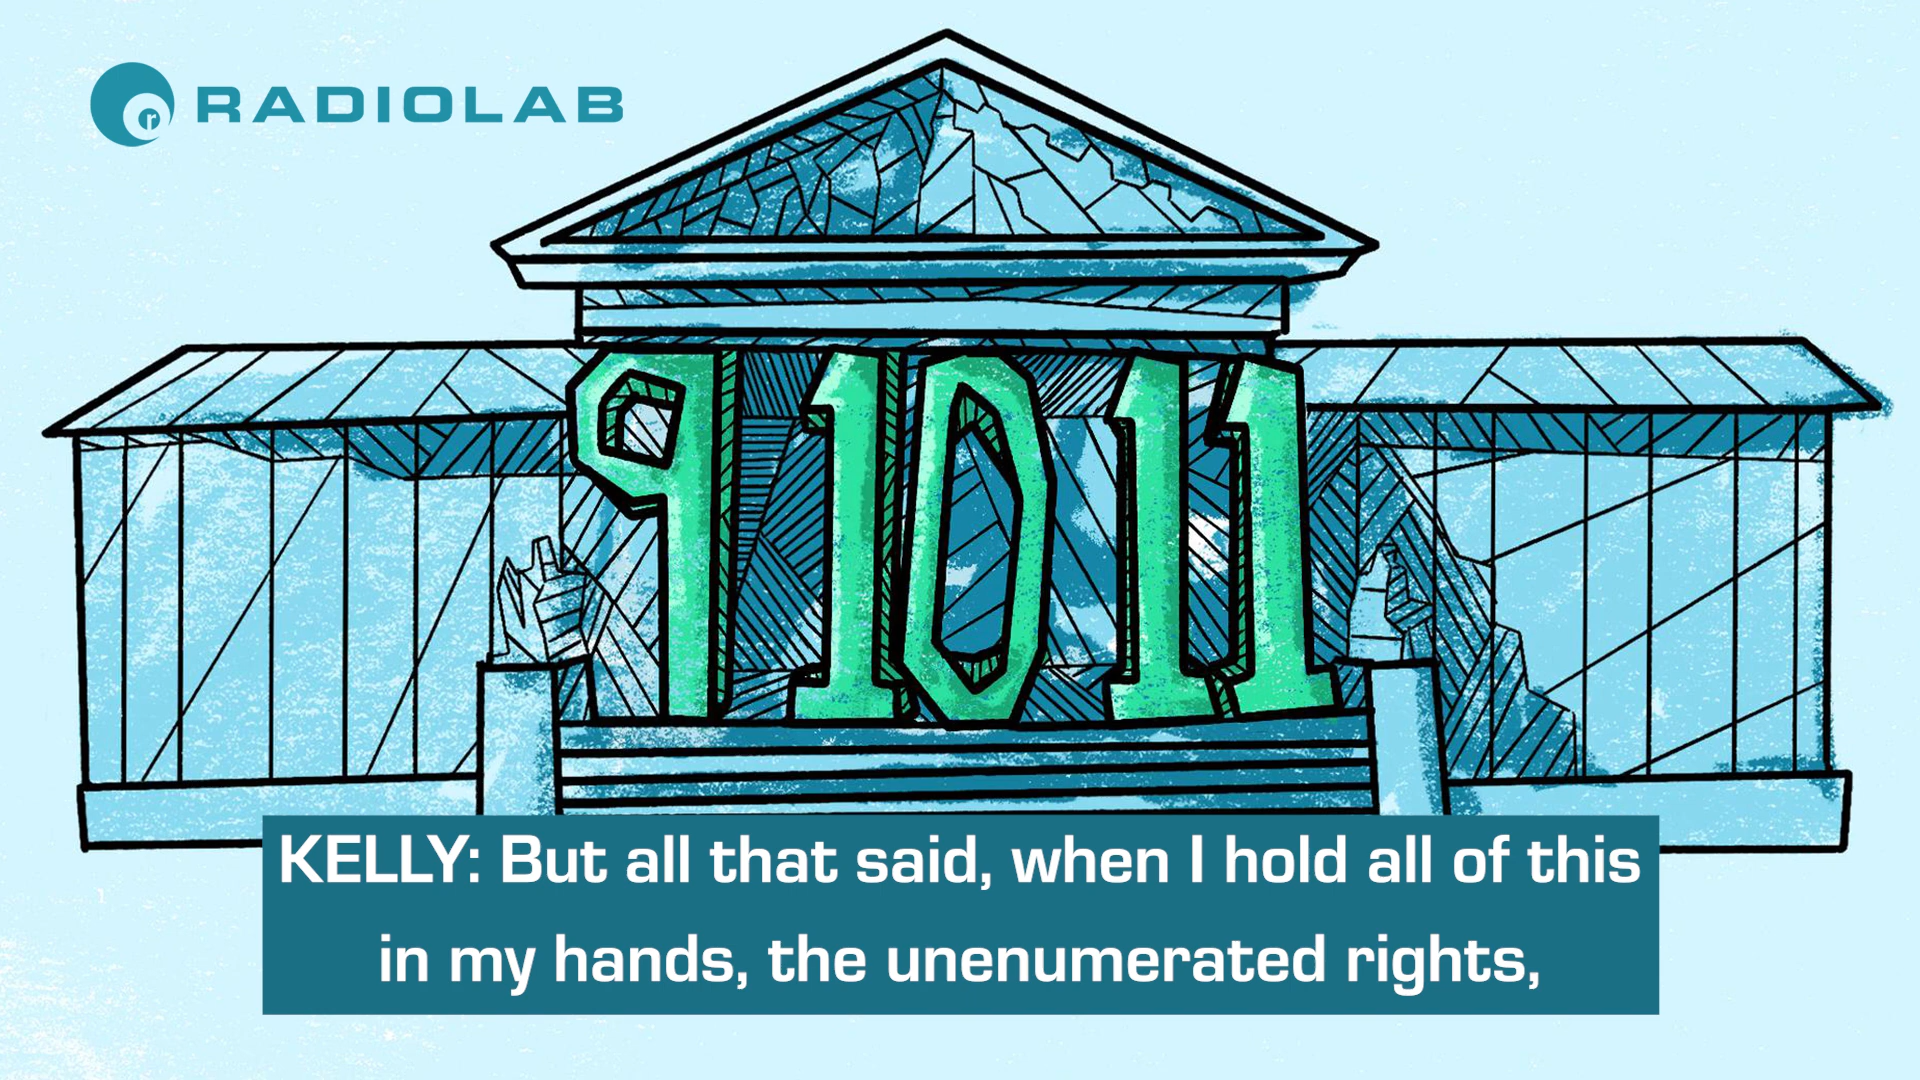 RADIOLAB
9 10 11
KELLY: But all that said, when I hold all of this
in my hands, the unenumerated rights,